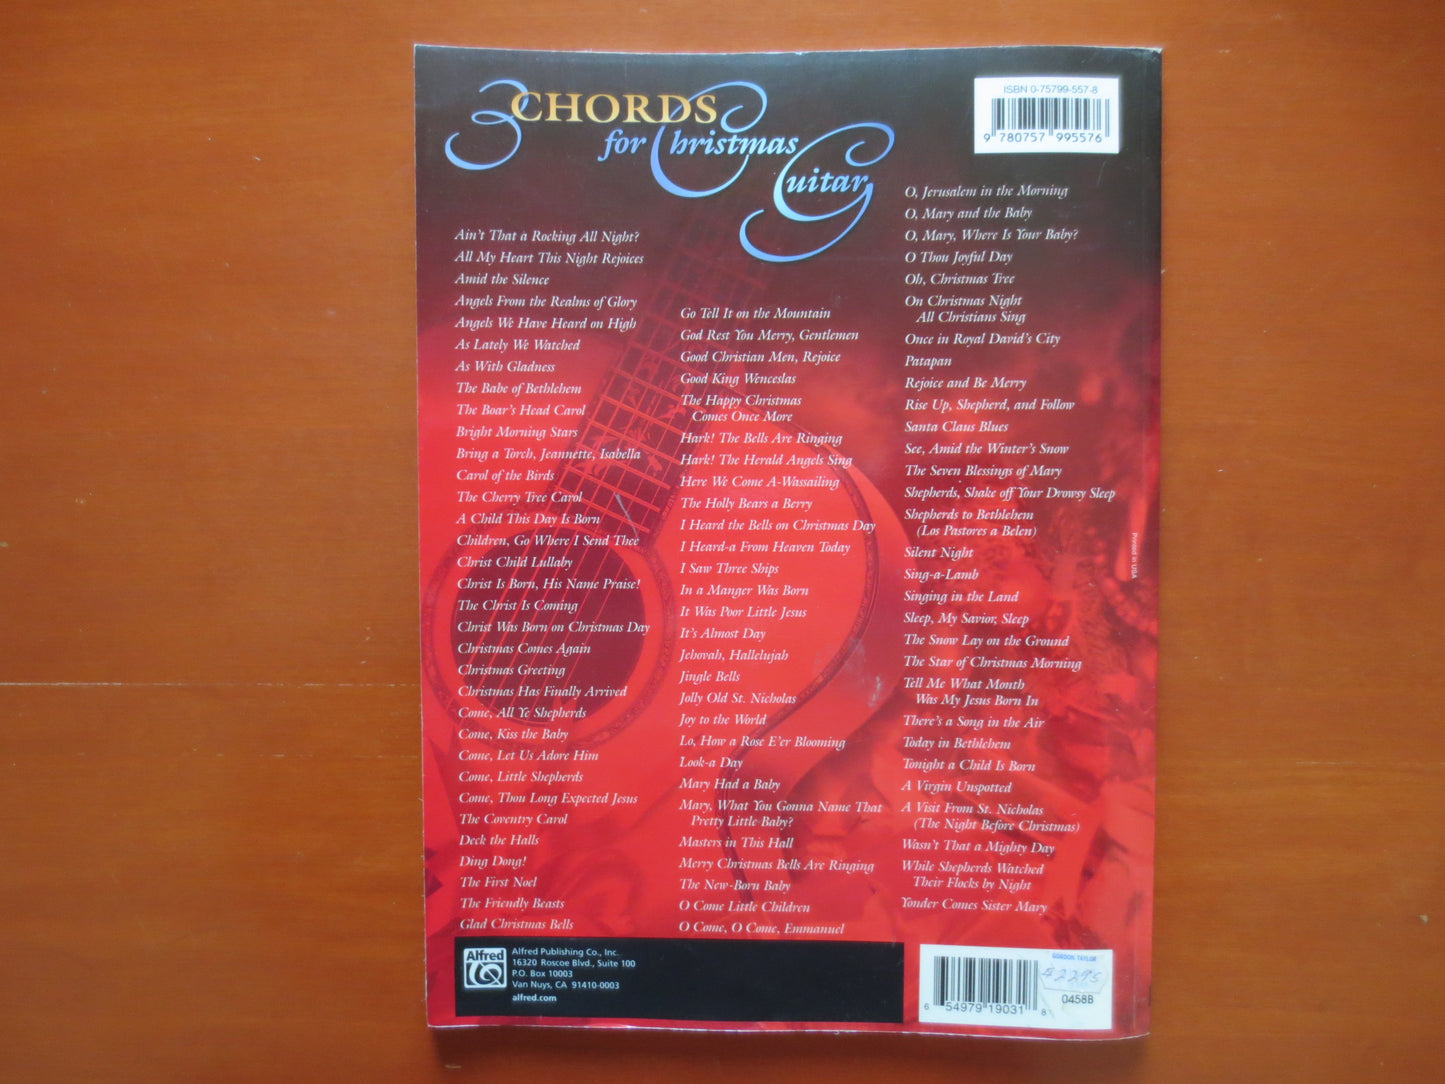 3 CHORDS
for Christmas
Guitar
ISBN 0-75799-557-8
9 780757 995576
Ain't That a Rocking All Night?
All My Heart This Night Rejoices
Amid the Silence
Angels From the Realms of Glory
Angels We Have Heard on High
As Lately We Watched
As With Gladness
The Babe of Bethlehem
The Boar's Head Carol
Bright Morning Stars
Bring a Torch, Jeannette, Isabella
Carol of the Birds
The Cherry Tree Carol
A Child This Day Is Born
Children, Go Where I Send Thee
Christ Child Lullaby
Christ Is Born, His Name Praise!
The Christ Is Coming
Christ Was Born on Christmas Day
Christmas Comes Again
Christmas Greeting
Christmas Has Finally Arrived
Come, All Ye Shepherds
Come, Kiss the Baby
Come, Let Us Adore Him
Come, Little Shepherds
Come, Thou Long Expected Jesus
The Coventry Carol
Deck the Halls
Ding Dong!
The First Noel
The Friendly Beasts
Glad Christmas Bells
Go Tell It on the Mountain
God Rest You Merry, Gentlemen
Good Christian Men, Rejoice
Good King Wenceslas
The Happy Christmas
Comes Once More
Hark! The Bells Are Ringing
Hark! The Herald Angels Sing
Here We Come A-Wassailing
The Holly Bears a Berry
I Heard the Bells on Christmas Day
I Heard-a From Heaven Today
I Saw Three Ships
In a Manger Was Born
It Was Poor Little Jesus
It's Almost Day
Jehovah, Hallelujah
Jingle Bells
Jolly Old St. Nicholas
Joy to the World
Lo, How a Rose E'er Blooming
Look-a Day
Mary Had a Baby
Mary, What You Gonna Name That
Pretty Little Baby?
Masters in This Hall
Merry Christmas Bells Are Ringing
The New-Born Baby
O Come Little Children
O Come, O Come, Emmanuel
O, Jerusalem in the Morning
O, Mary and the Baby
O, Mary, Where Is Your Baby?
O Thou Joyful Day
Oh, Christmas Tree
On Christmas Night
All Christians Sing
Once in Royal David's City
Patapan
Rejoice and Be Merry
Rise Up, Shepherd, and Follow
Santa Claus Blues
See, Amid the Winter's Snow
The Seven Blessings of Mary
Shepherds, Shake off Your Drowsy Sleep
Shepherds to Bethlehem
(Los Pastores a Belen)
Silent Night
Sing-a-Lamb
Singing in the Land
Sleep, My Savior, Sleep
The Snow Lay on the Ground
The Star of Christmas Morning
Tell Me What Month
Was My Jesus Born In
There's a Song in the Air
Today in Bethlehem
Tonight a Child Is Born
A Virgin Unspotted
A Visit From St. Nicholas
(The Night Before Christmas)
Wasn't That a Mighty Day
While Shepherds Watched
Their Flocks by Night
Yonder Comes Sister Mary
Printed in USA
Alfred
Alfred Publishing Co., Inc.
16320 Roscoe Blvd., Suite 100
P.O. Box 10003
Van Nuys, CA 91410-0003
alfred.com
GORDON TAYLOR
$22.95
0458B
6 54979 19031 8